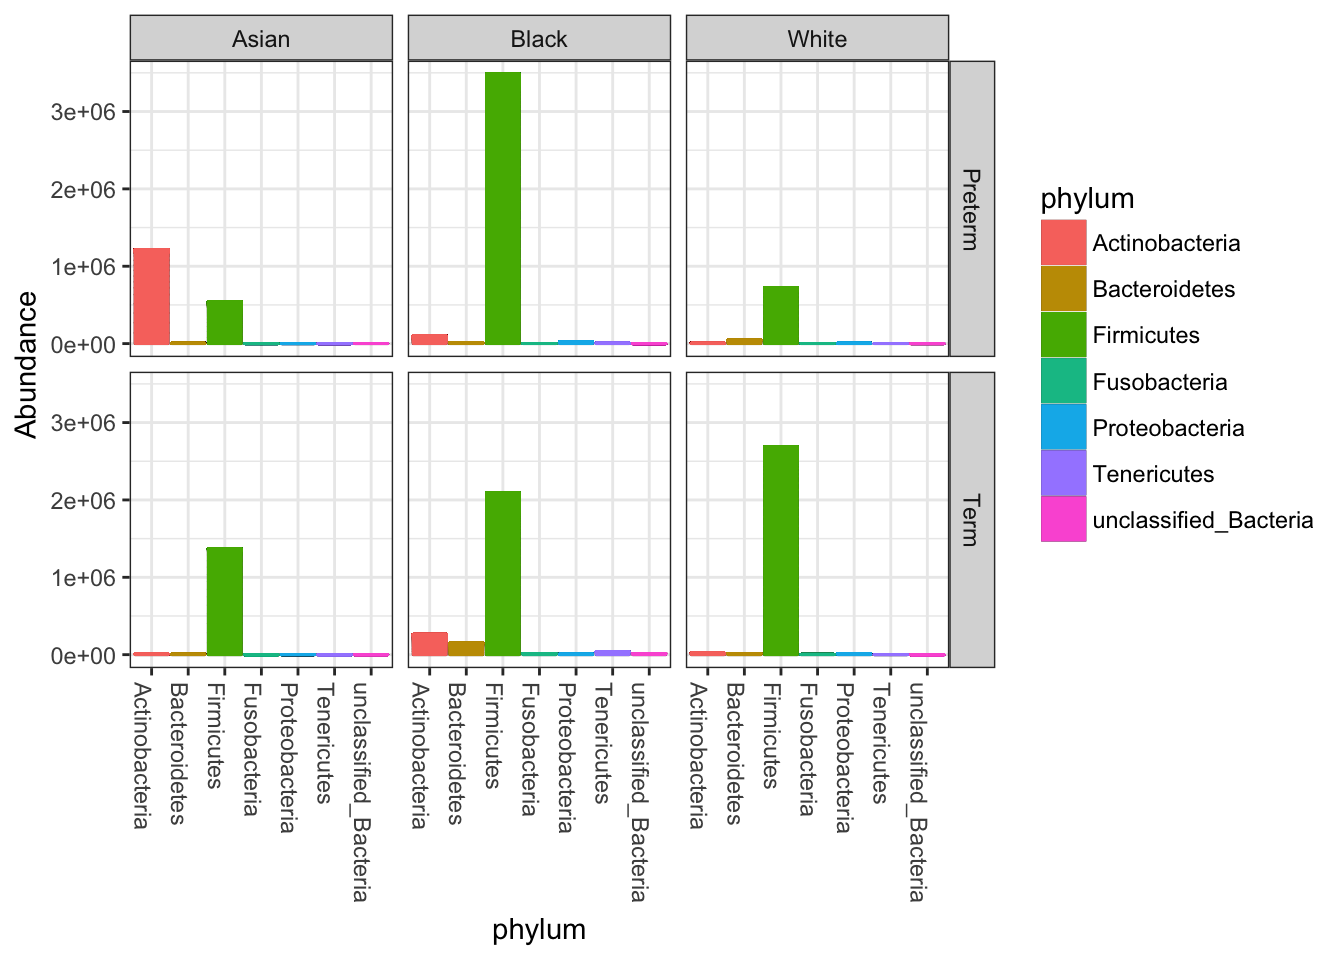 Asian
Black
White
3e+06
2e+06
1e+06
0e+00
Preterm
3e+06
2e+06
1e+06
0e+00
Term
Abundance
Actinobacteria
Bacteroidetes
Firmicutes
Fusobacteria
Proteobacteria
Tenericutes
unclassified_Bacteria
Actinobacteria
Bacteroidetes
Firmicutes
Fusobacteria
Proteobacteria
Tenericutes
unclassified_Bacteria
Actinobacteria
Bacteroidetes
Firmicutes
Fusobacteria
Proteobacteria
Tenericutes
unclassified_Bacteria
phylum
phylum
Actinobacteria
Bacteroidetes
Firmicutes
Fusobacteria
Proteobacteria
Tenericutes
unclassified_Bacteria